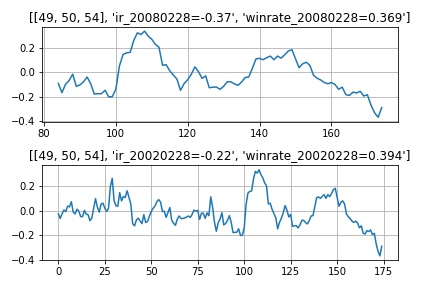 [[49, 50, 54], 'ir_20080228=-0.37', 'winrate_20080228=0.369']
0.2
0.0
−0.2
−0.4
80 100 120 140 160
[[49, 50, 54], 'ir_20020228=-0.22', 'winrate_20020228=0.394']
0.2
0.0
−0.2
−0.4
0 25 50 75 100 125 150 175